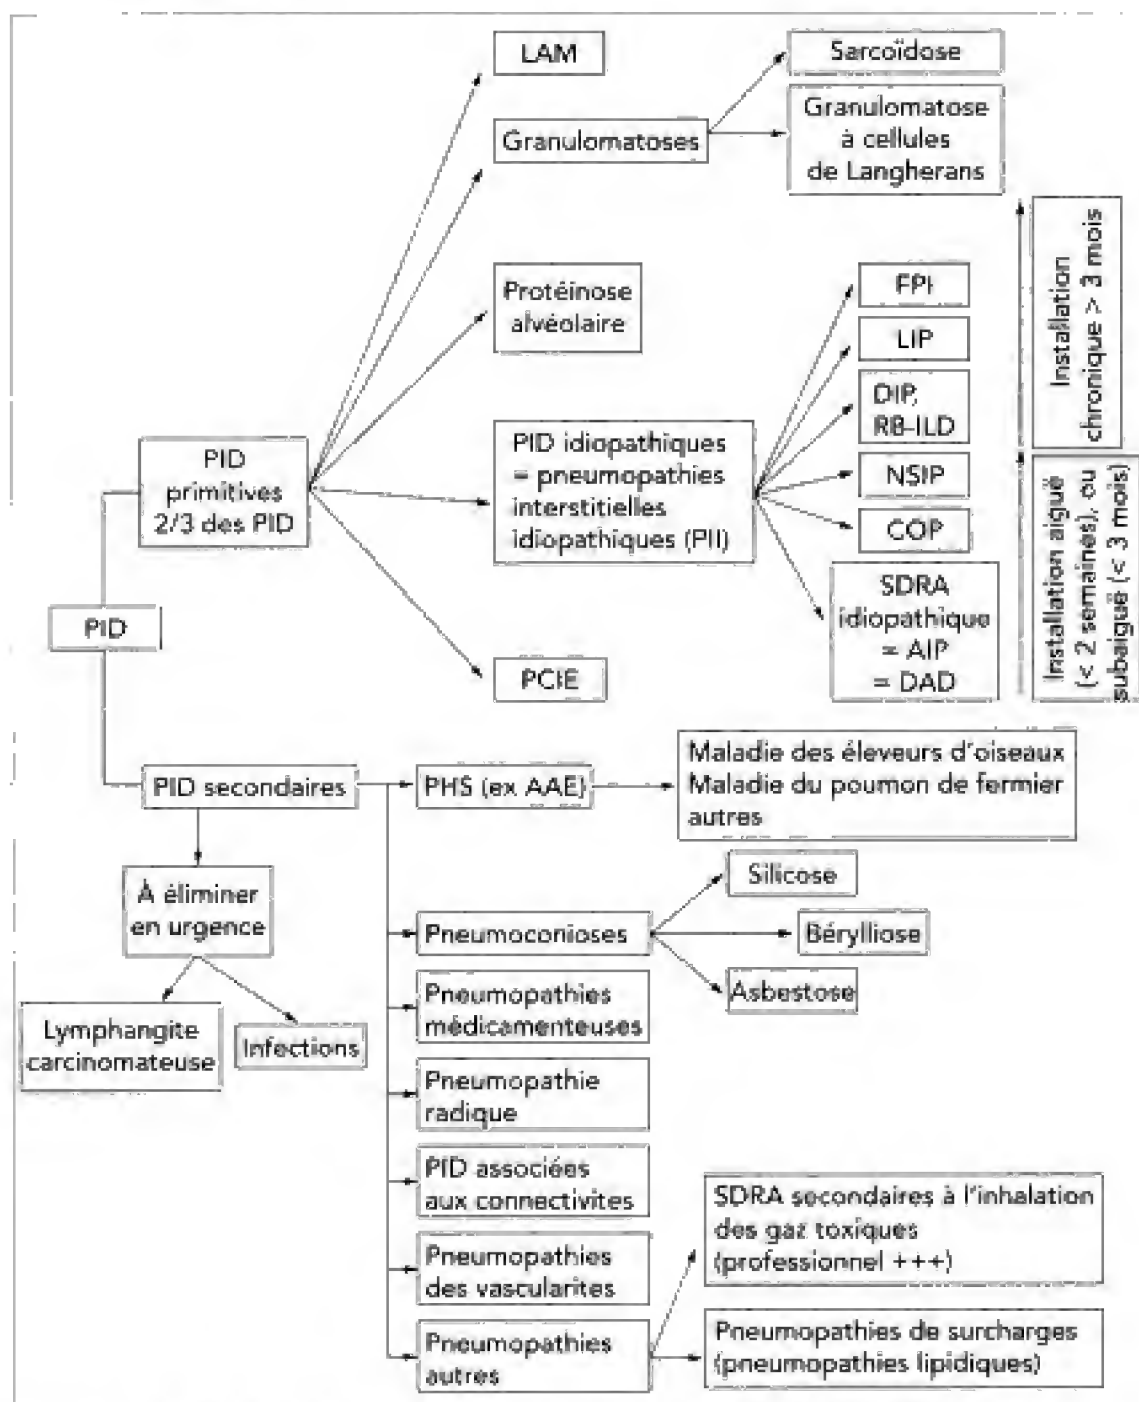 LAM
Sarcoïdose
Granulomatoses
Granulomatose
à cellules
de Langherans
Protéinose
alvéolaire
FPI
LIP
DIP,
RB-ILD
NSIP
COP
SDRA
idiopathique
= AIP
= DAD
Installation
chronique > 3 mois
Installation aiguë
(< 2 semaines), ou
subaiguë (< 3 mois)
PID
primitives
2/3 des PID
PID idiopathiques
= pneumopathies
interstitielles
idiopathiques (PII)
PID
PCIE
PID secondaires
PHS (ex AAE)
Maladie des éleveurs d'oiseaux
Maladie du poumon de fermier
autres
À éliminer
en urgence
Lymphangite
carcinomateuse
Infections
Pneumoconioses
Silicose
Bérylliose
Asbestose
Pneumopathies
médicamenteuses
Pneumopathie
radique
PID associées
aux connectivites
Pneumopathies
des vascularites
Pneumopathies
autres
SDRA secondaires à l'inhalation
des gaz toxiques
(professionnel +++)
Pneumopathies de surcharges
(pneumopathies lipidiques)